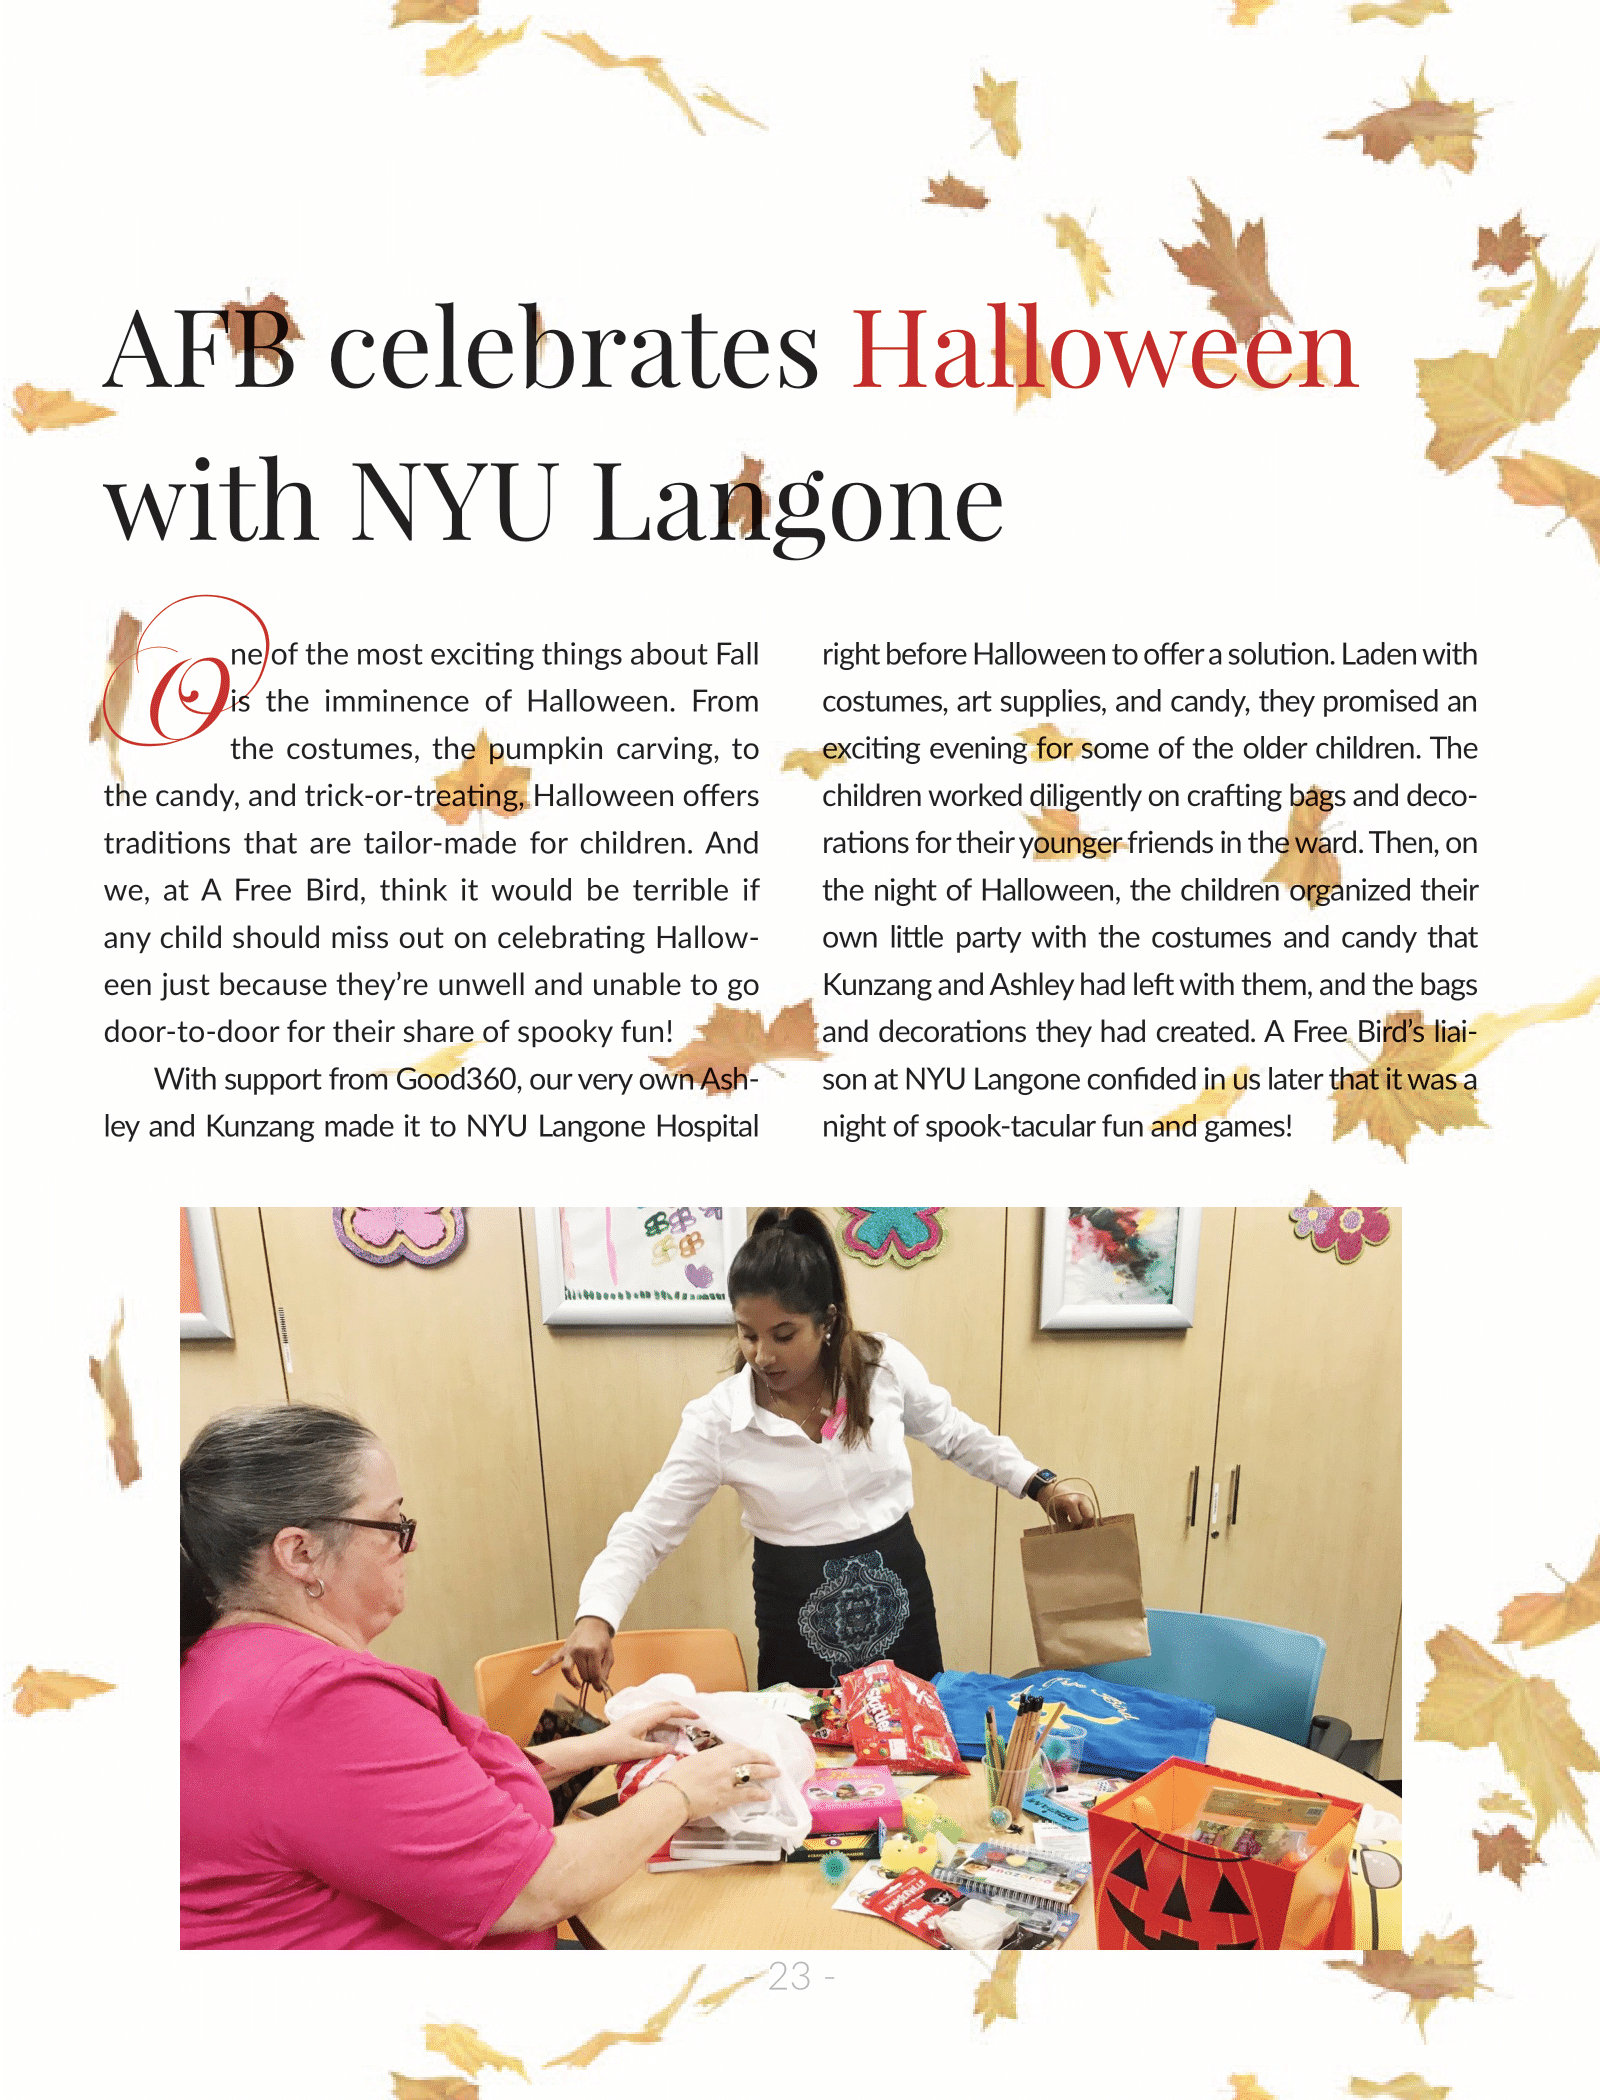 AFB celebrates Halloween
with NYU Langone
One of the most exciting things about Fall
is the imminence of Halloween. From
the costumes, the pumpkin carving, to
the candy, and trick-or-treating, Halloween offers
traditions that are tailor-made for children. And
we, at A Free Bird, think it would be terrible if
any child should miss out on celebrating Hallow-
een just because they’re unwell and unable to go
door-to-door for their share of spooky fun!
With support from Good360, our very own Ash-
ley and Kunzang made it to NYU Langone Hospital
right before Halloween to offer a solution. Laden with
costumes, art supplies, and candy, they promised an
exciting evening for some of the older children. The
children worked diligently on crafting bags and deco-
rations for their younger friends in the ward. Then, on
the night of Halloween, the children organized their
own little party with the costumes and candy that
Kunzang and Ashley had left with them, and the bags
and decorations they had created. A Free Bird’s liai-
son at NYU Langone confided in us later that it was a
night of spook-tacular fun and games!
Skittles
- 23 -